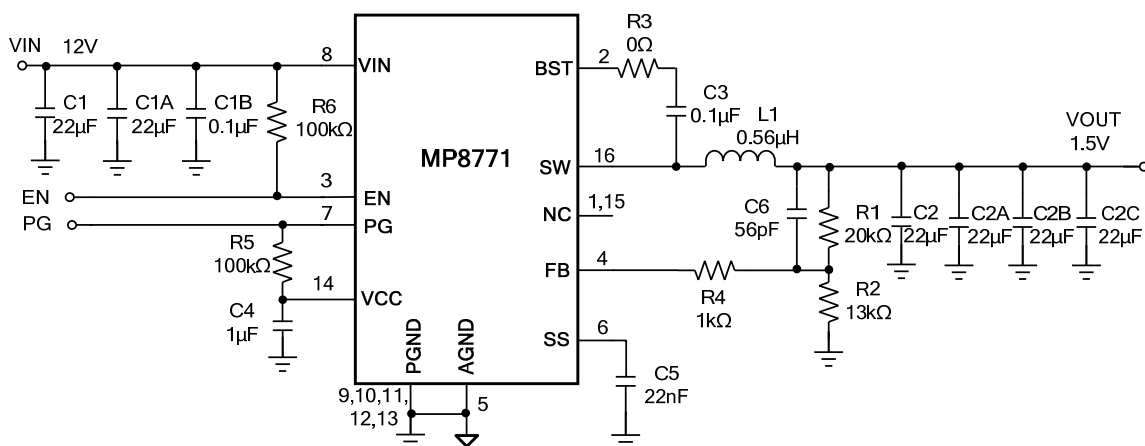 VIN 12V
8
VIN
C1
22µF
C1A
22µF
C1B
0.1µF
R6
100kΩ
EN
3
EN
PG
7
PG
R5
100kΩ
14
VCC
C4
1µF
MP8771
PGND
AGND
9,10,11,
12,13
5
BST
2
R3
0Ω
C3
0.1µF
L1
0.56µH
SW
16
NC
1,15
FB
4
R4
1kΩ
C6
56pF
R1
20kΩ
R2
13kΩ
SS
6
C5
22nF
C2
22µF
C2A
22µF
C2B
22µF
C2C
22µF
VOUT
1.5V